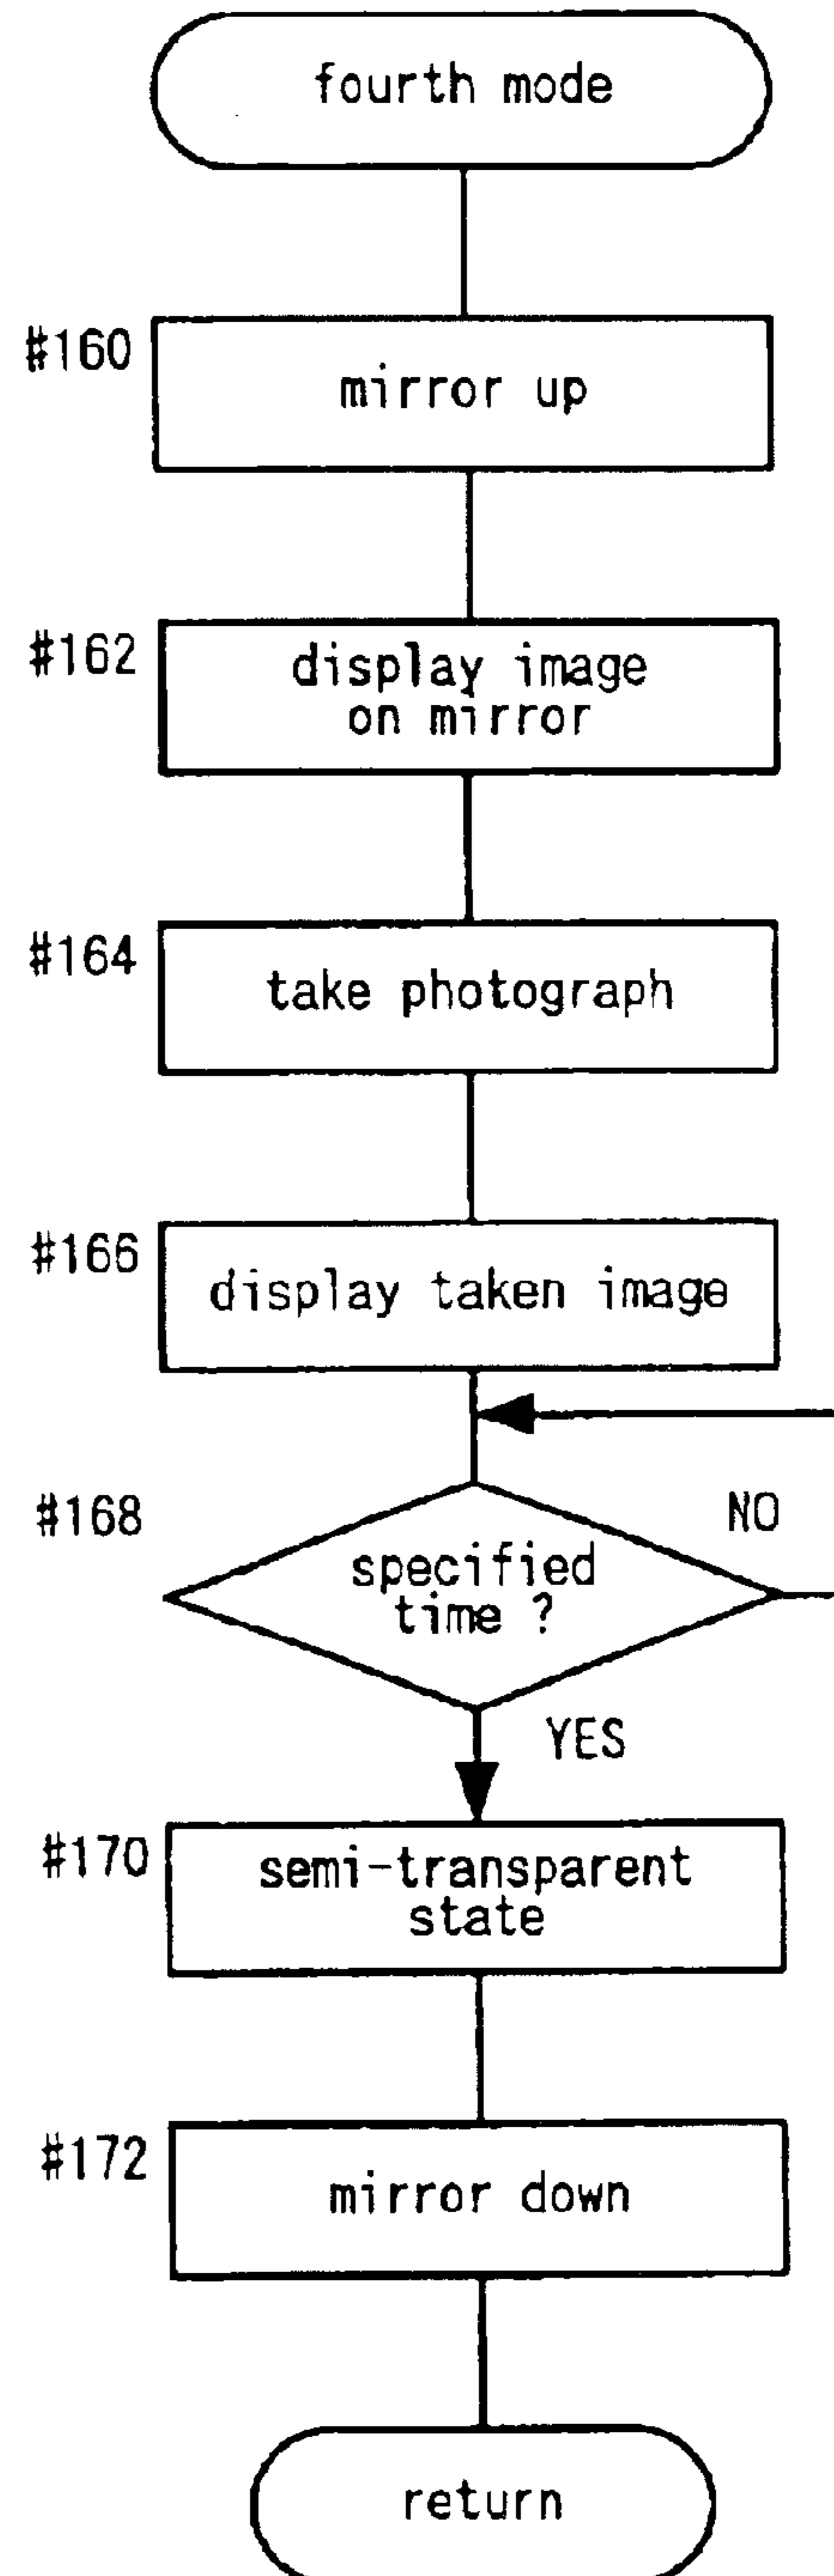 fourth mode
#160
mirror up
#162
display image
on mirror
#164
take photograph
#166
display taken image
#168
NO
specified
time ?
YES
#170
semi-transparent
state
#172
mirror down
return